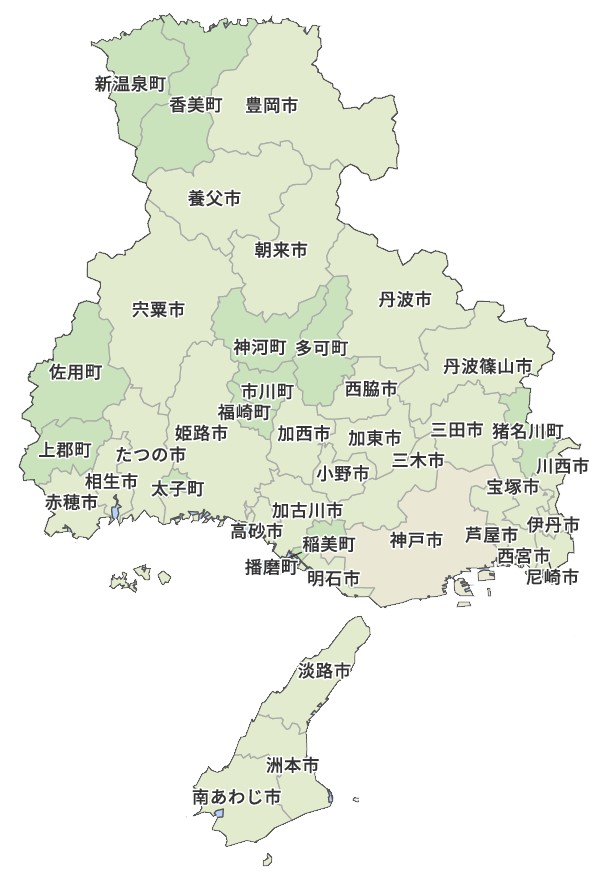 新温泉町
香美町
豊岡市
養父市
朝来市
宍粟市
丹波市
神河町
多可町
丹波篠山市
佐用町
市川町
西脇市
福崎町
姫路市
加西市
加東市
三田市
猪名川町
上郡町
たつの市
三木市
川西市
小野市
相生市
太子町
宝塚市
赤穂市
加古川市
伊丹市
高砂市
芦屋市
稲美町
神戸市
西宮市
播磨町
明石市
尼崎市
淡路市
洲本市
南あわじ市